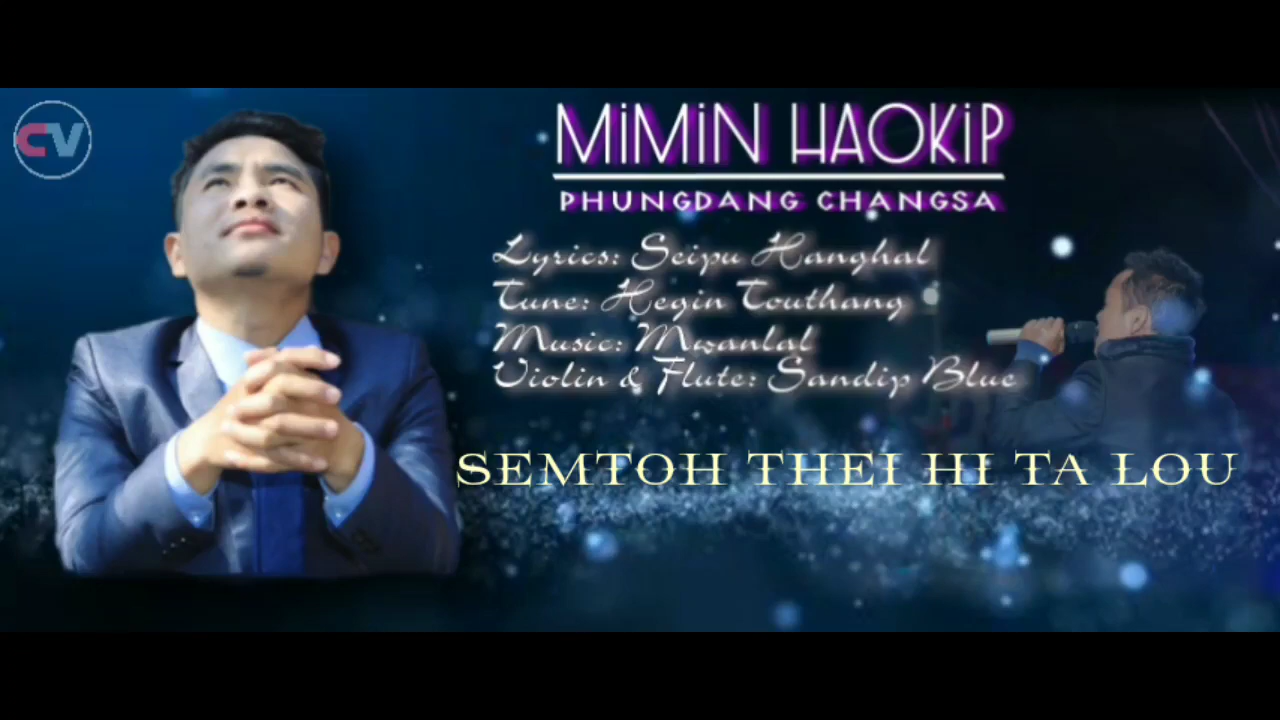 CV
MiMiN HAOKiP
PHUNGDANG CHANGSA
Lyrics: Seipu Hanghal
Tune: Hegin Touthang
Music: Mwanlal
Violin & Flute: Sandip Blue
SEMTOH THEI HI TA LOU